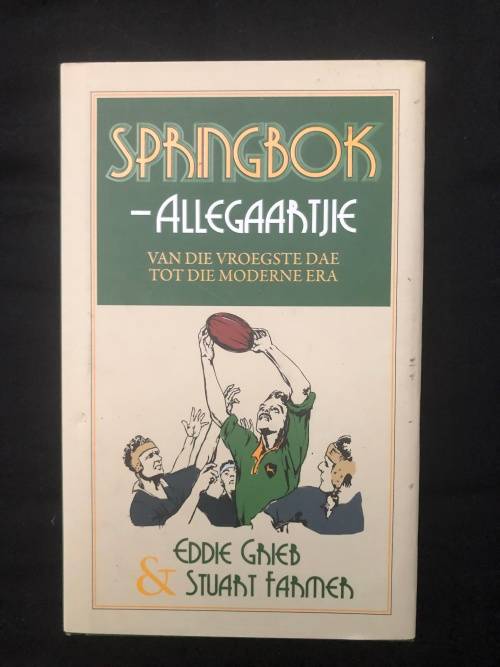 SPRINGBOK
–ALLEGAARTJIE
VAN DIE VROEGSTE DAE
TOT DIE MODERNE ERA
EDDIE GRIEB
& STUART FARMER